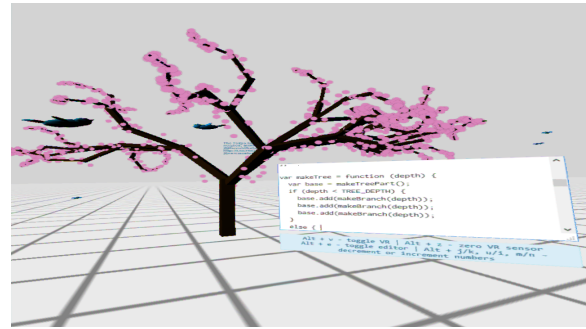 var makeTree = function (depth) {
var base = makeTreePart();
if (depth < TREE_DEPTH) {
base.add(makeBranch(depth));
base.add(makeBranch(depth));
base.add(makeBranch(depth));
}
else {
Alt + v - toggle VR | Alt + z - zero VR sensor
Alt + e - toggle editor | Alt + j/k, u/i, m/n -
decrement or increment numbers